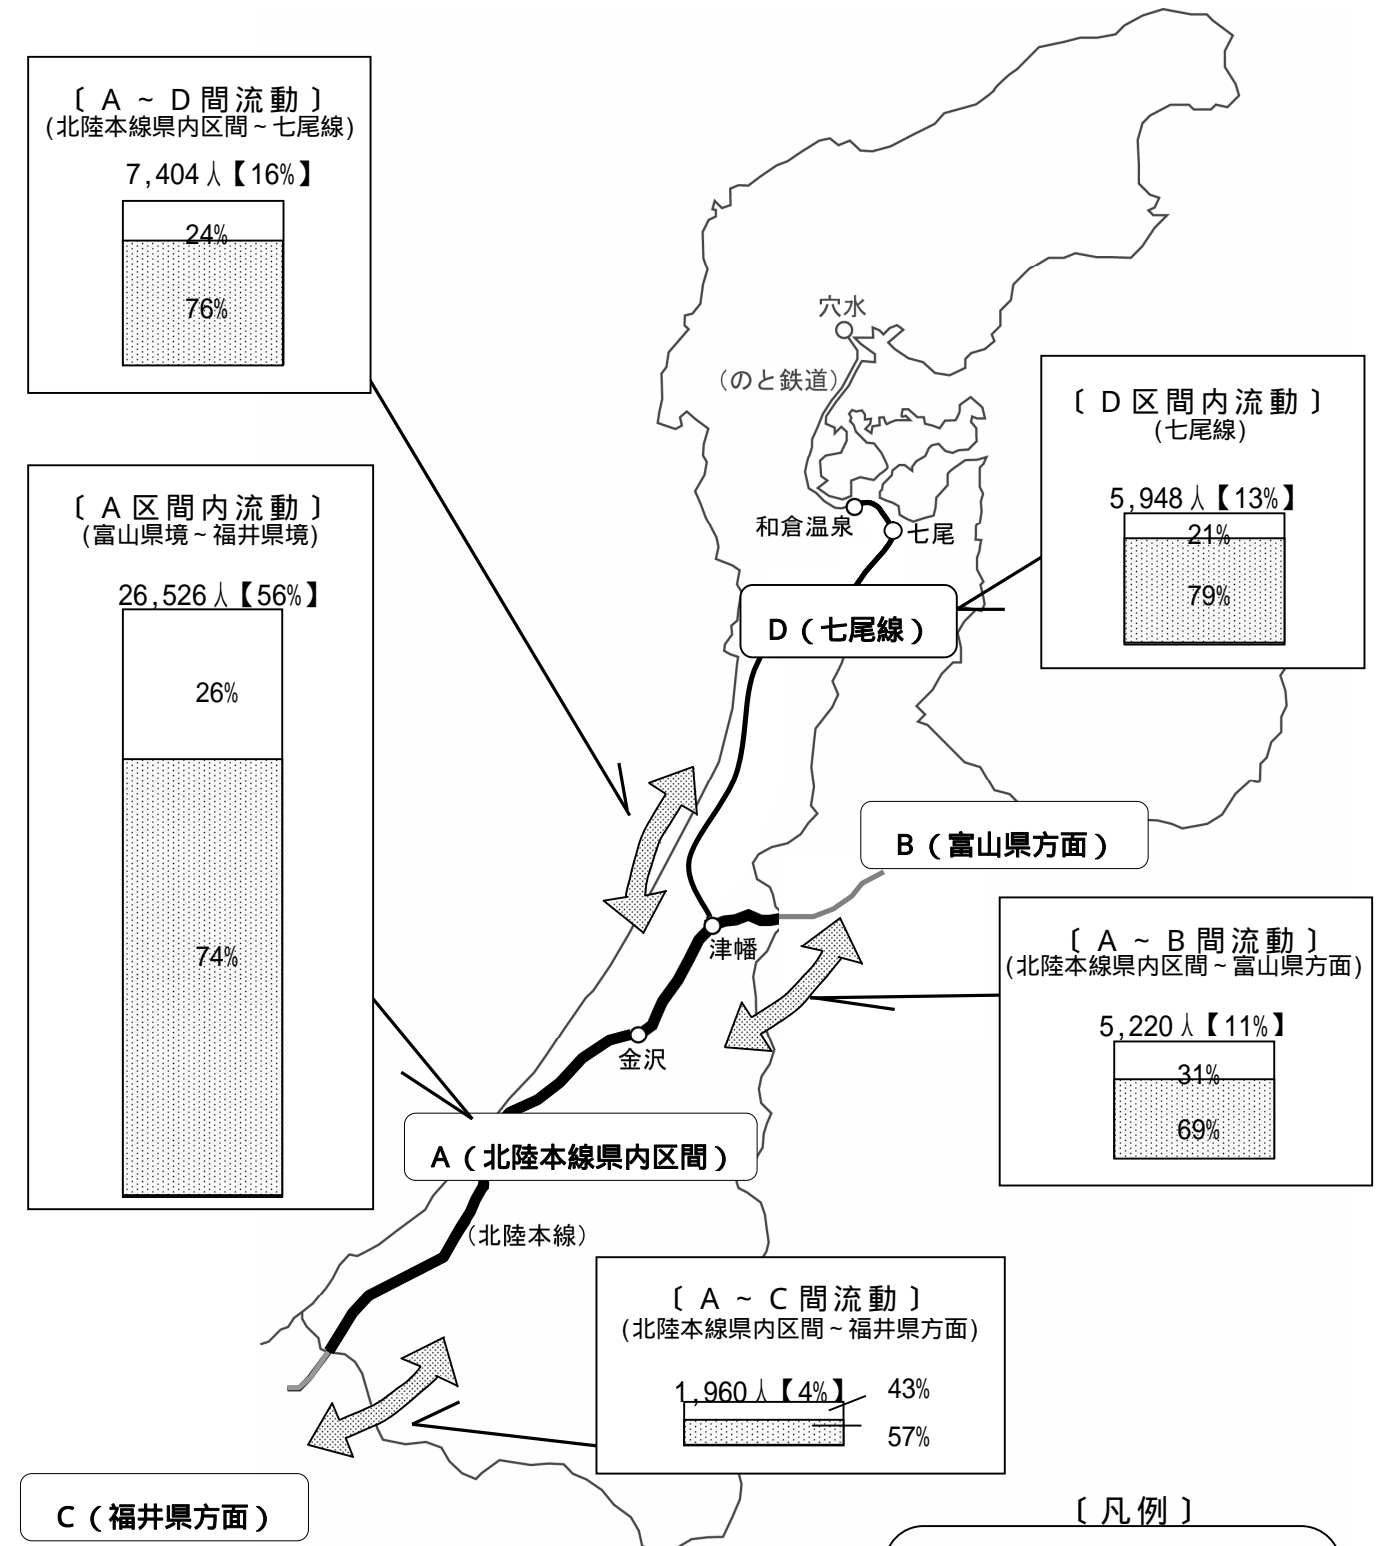 〔 A ~ D 間流動 〕
(北陸本線県内区間~七尾線)
7,404人【16%】
24%
76%
穴水
(のと鉄道)
〔 D 区間内流動 〕
(七尾線)
5,948人【13%】
21%
79%
〔 A 区間内流動 〕
(富山県境~福井県境)
26,526人【56%】
26%
74%
和倉温泉
七尾
D(七尾線)
B(富山県方面)
津幡
〔 A ~ B 間流動 〕
(北陸本線県内区間~富山県方面)
5,220人【11%】
31%
69%
金沢
A(北陸本線県内区間)
(北陸本線)
〔 A ~ C 間流動 〕
(北陸本線県内区間~福井県方面)
1,960人【4%】
43%
57%
C(福井県方面)
〔 凡例 〕